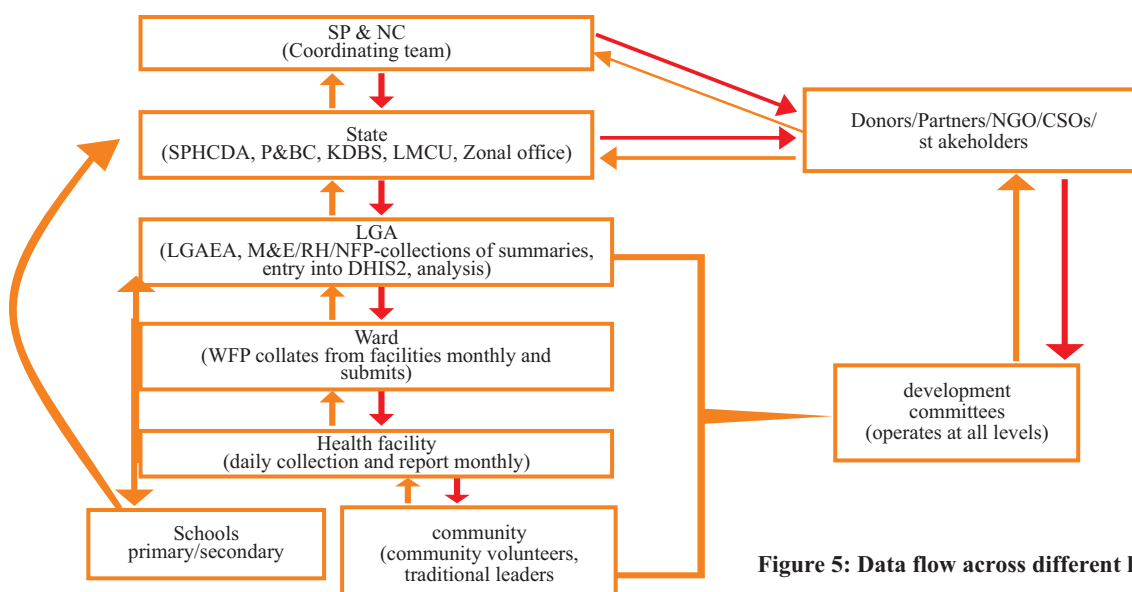 SP & NC
(Coordinating team)
State
(SPHCDA, P&BC, KDBS, LMCU, Zonal office)
Donors/Partners/NGO/CSOs/
st akeholders
LGA
(LGAEA, M&E/RH/NFP-collections of summaries,
entry into DHIS2, analysis)
Ward
(WFP collates from facilities monthly and
submits)
development
committees
(operates at all levels)
Health facility
(daily collection and report monthly)
Schools
primary/secondary
community
(community volunteers,
traditional leaders
Figure 5: Data flow across different